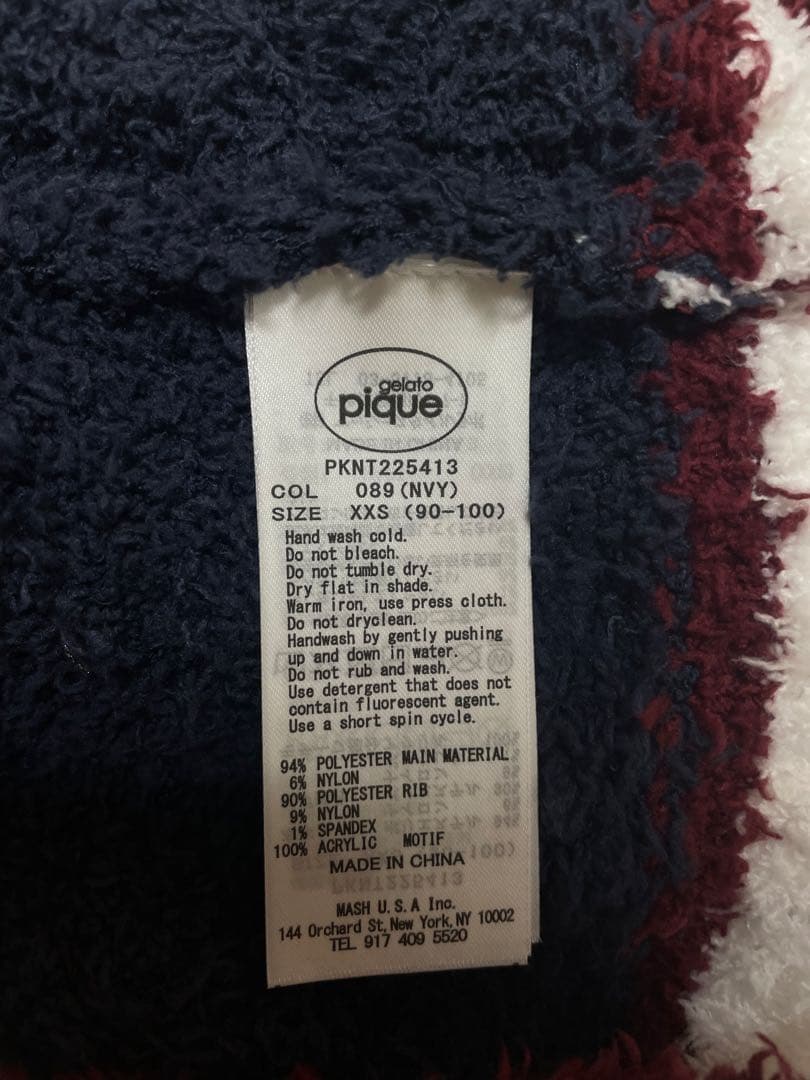 gelato
pique
PKNT225413
COL 089(NVY)
SIZE XXS (90-100)
Hand wash cold.
Do not bleach.
Do not tumble dry.
Dry flat in shade.
Warm iron, use press cloth.
Do not dryclean.
Handwash by gently pushing
up and down in water.
Do not rub and wash.
Use detergent that does not
contain fluorescent agent.
Use a short spin cycle.
94% POLYESTER MAIN MATERIAL
6% NYLON
90% POLYESTER RIB
9% NYLON
1% SPANDEX
100% ACRYLIC MOTIF
MADE IN CHINA
MASH U.S.A Inc.
144 Orchard St, New York, NY 10002
TEL 917 409 5520